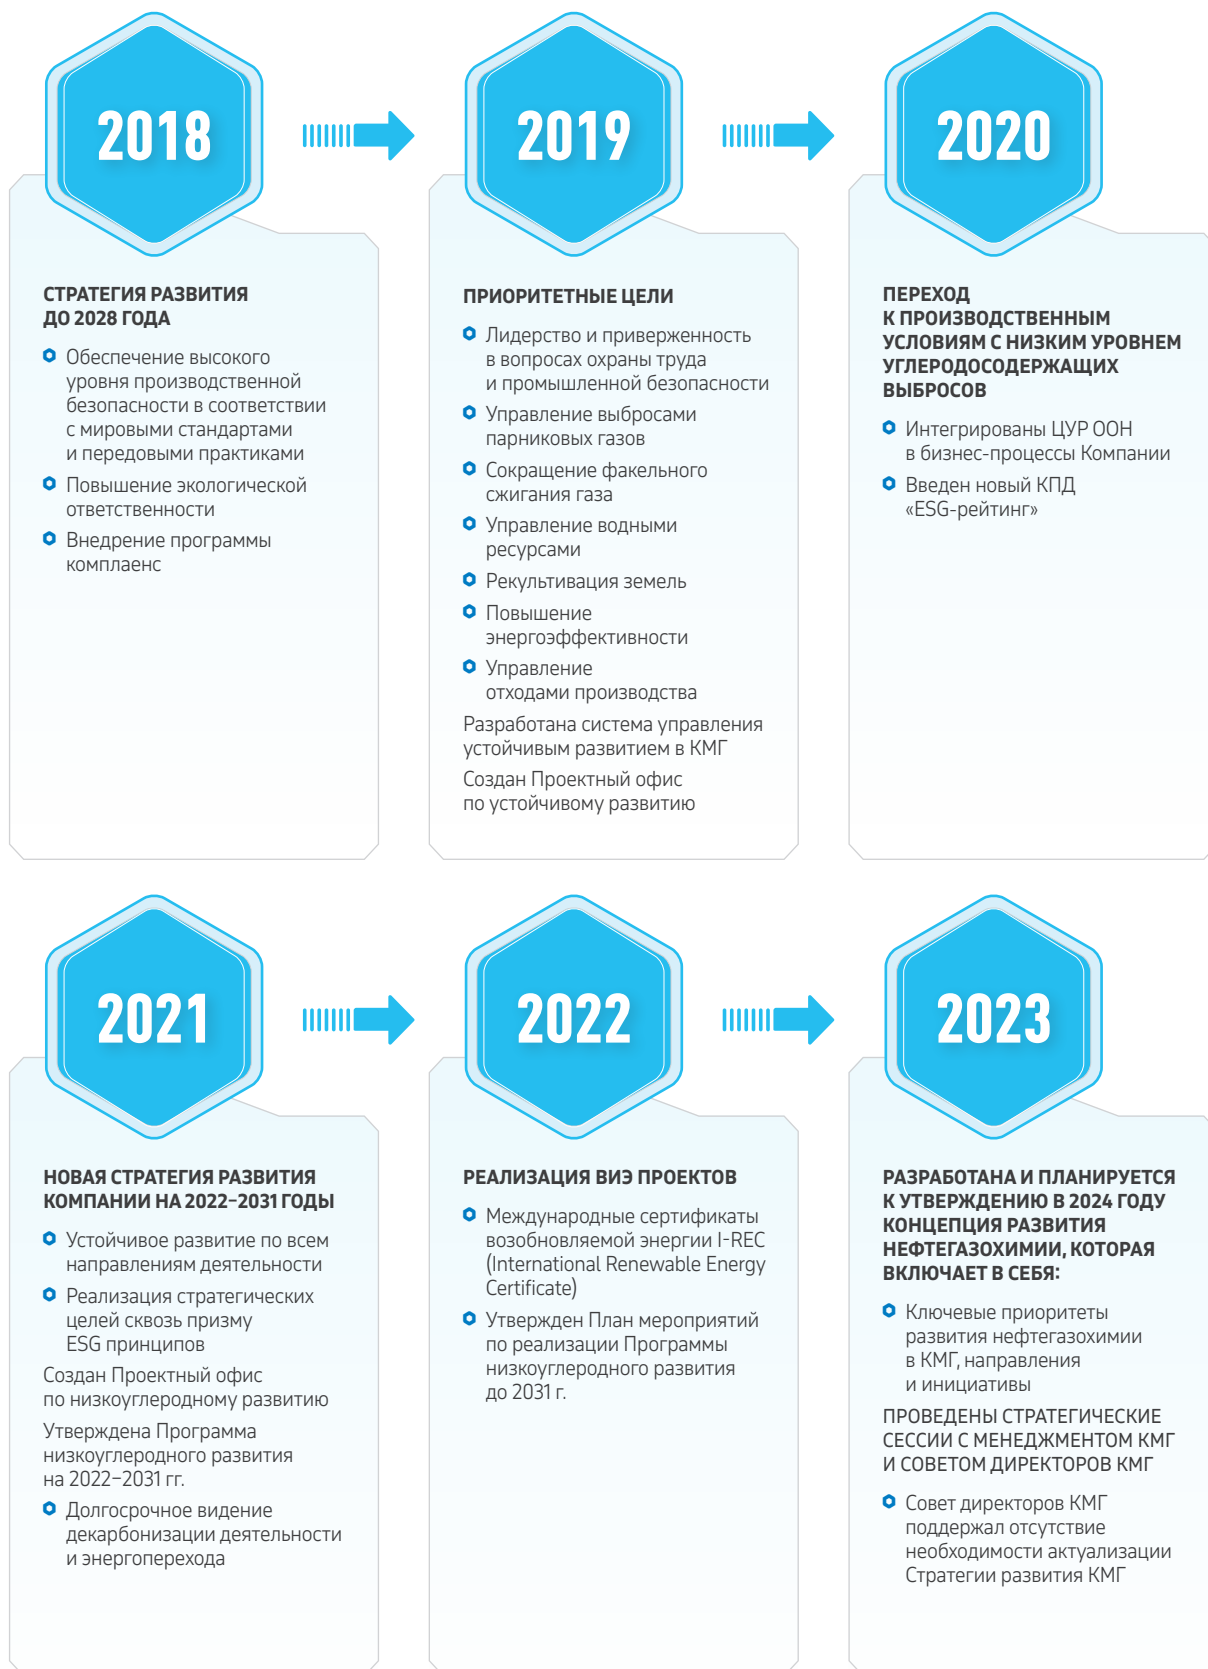 2018
СТРАТЕГИЯ РАЗВИТИЯ
ДО 2028 ГОДА
Обеспечение высокого
уровня производственной
безопасности в соответствии
с мировыми стандартами
и передовыми практиками
Повышение экологической
ответственности
Внедрение программы
комплаенс
2019
ПРИОРИТЕТНЫЕ ЦЕЛИ
Лидерство и приверженность
в вопросах охраны труда
и промышленной безопасности
Управление выбросами
парниковых газов
Сокращение факельного
сжигания газа
Управление водными
ресурсами
Рекультивация земель
Повышение
энергоэффективности
Управление
отходами производства
Разработана система управления
устойчивым развитием в КМГ
Создан Проектный офис
по устойчивому развитию
2020
ПЕРЕХОД
К ПРОИЗВОДСТВЕННЫМ
УСЛОВИЯМ С НИЗКИМ УРОВНЕМ
УГЛЕРОДОСОДЕРЖАЩИХ
ВЫБРОСОВ
Интегрированы ЦУР ООН
в бизнес-процессы Компании
Введен новый КПД
«ESG-рейтинг»
2021
НОВАЯ СТРАТЕГИЯ РАЗВИТИЯ
КОМПАНИИ НА 2022–2031 ГОДЫ
Устойчивое развитие по всем
направлениям деятельности
Реализация стратегических
целей сквозь призму
ESG принципов
Создан Проектный офис
по низкоуглеродному развитию
Утверждена Программа
низкоуглеродного развития
на 2022–2031 гг.
Долгосрочное видение
декарбонизации деятельности
и энергоперехода
2022
РЕАЛИЗАЦИЯ ВИЭ ПРОЕКТОВ
Международные сертификаты
возобновляемой энергии I-REC
(International Renewable Energy
Certificate)
Утвержден План мероприятий
по реализации Программы
низкоуглеродного развития
до 2031 г.
2023
РАЗРАБОТАНА И ПЛАНИРУЕТСЯ
К УТВЕРЖДЕНИЮ В 2024 ГОДУ
КОНЦЕПЦИЯ РАЗВИТИЯ
НЕФТЕГАЗОХИМИИ, КОТОРАЯ
ВКЛЮЧАЕТ В СЕБЯ:
Ключевые приоритеты
развития нефтегазохимии
в КМГ, направления
и инициативы
ПРОВЕДЕНЫ СТРАТЕГИЧЕСКИЕ
СЕССИИ С МЕНЕДЖМЕНТОМ КМГ
И СОВЕТОМ ДИРЕКТОРОВ КМГ
Совет директоров КМГ
поддержал отсутствие
необходимости актуализации
Стратегии развития КМГ